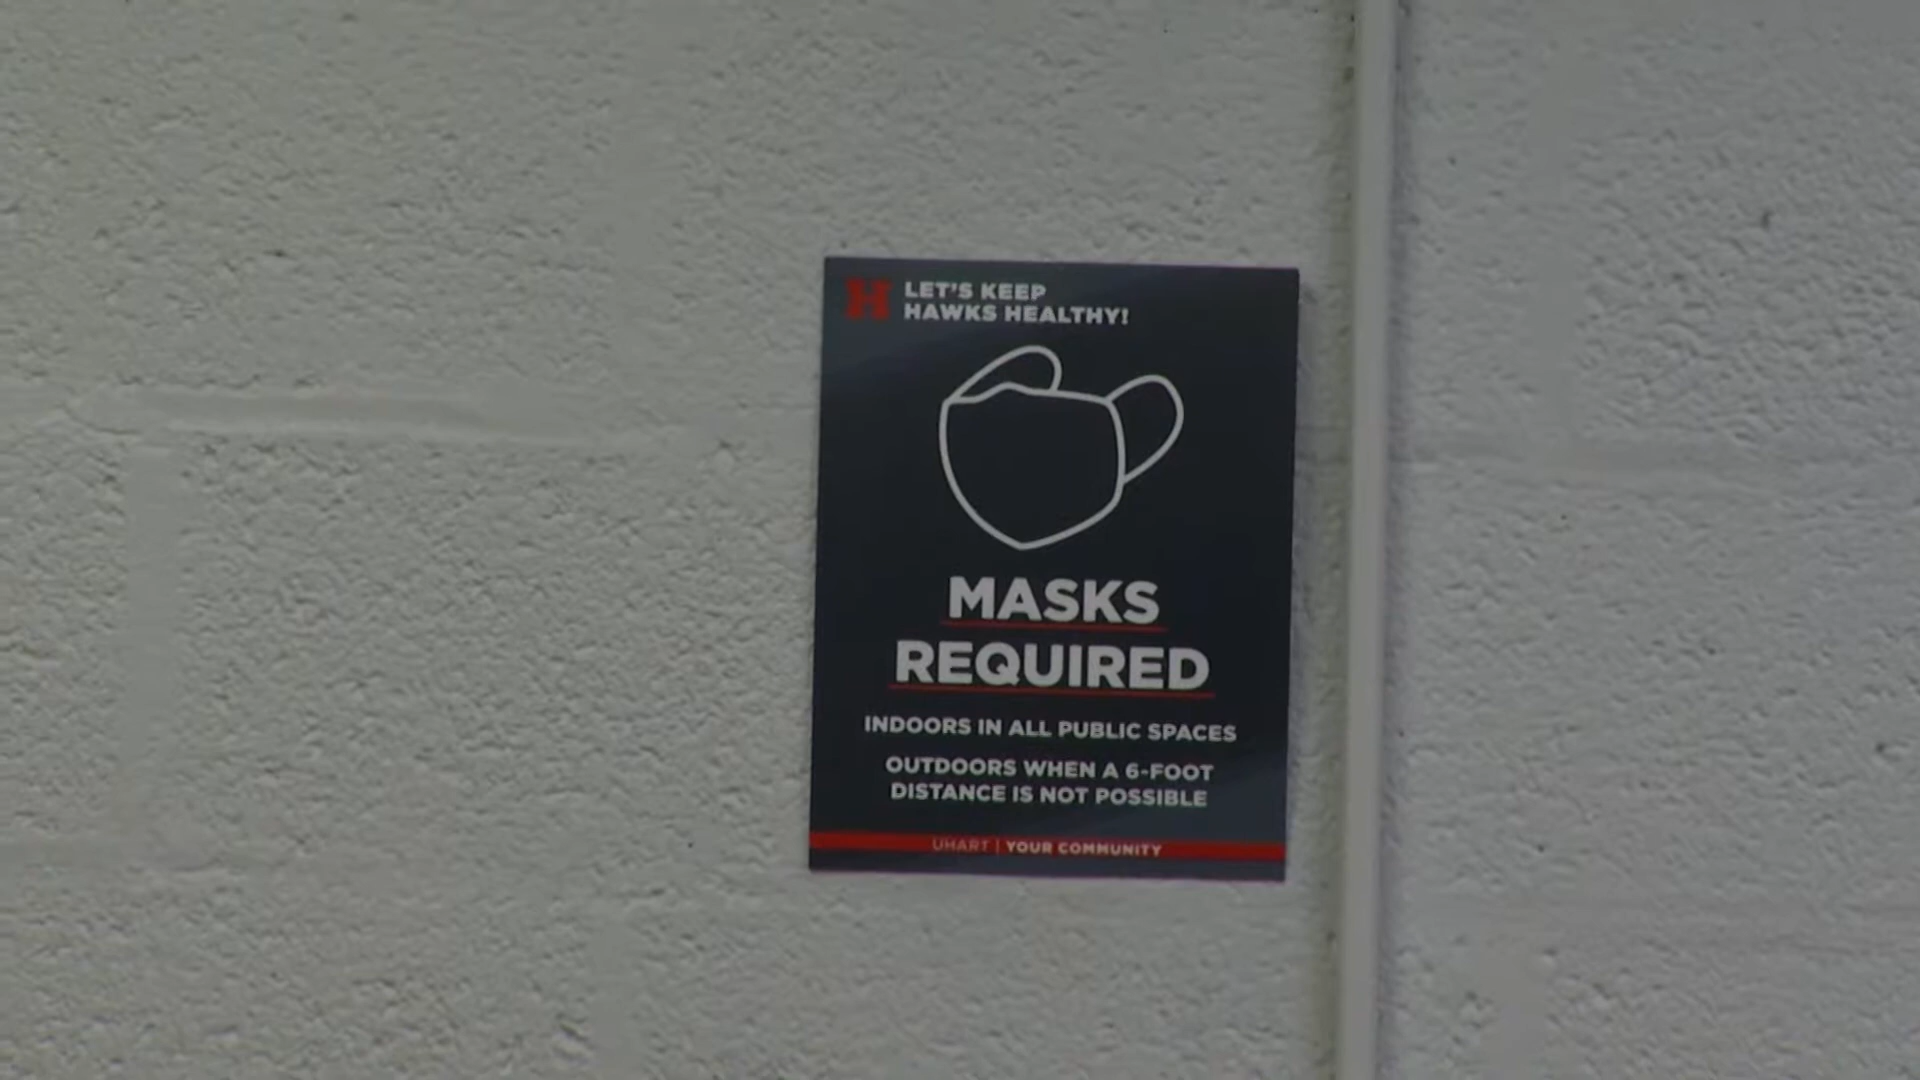 H LET'S KEEP
HAWKS HEALTHY!
MASKS
REQUIRED
INDOORS IN ALL PUBLIC SPACES
OUTDOORS WHEN A 6-FOOT
DISTANCE IS NOT POSSIBLE
UHART | YOUR COMMUNITY